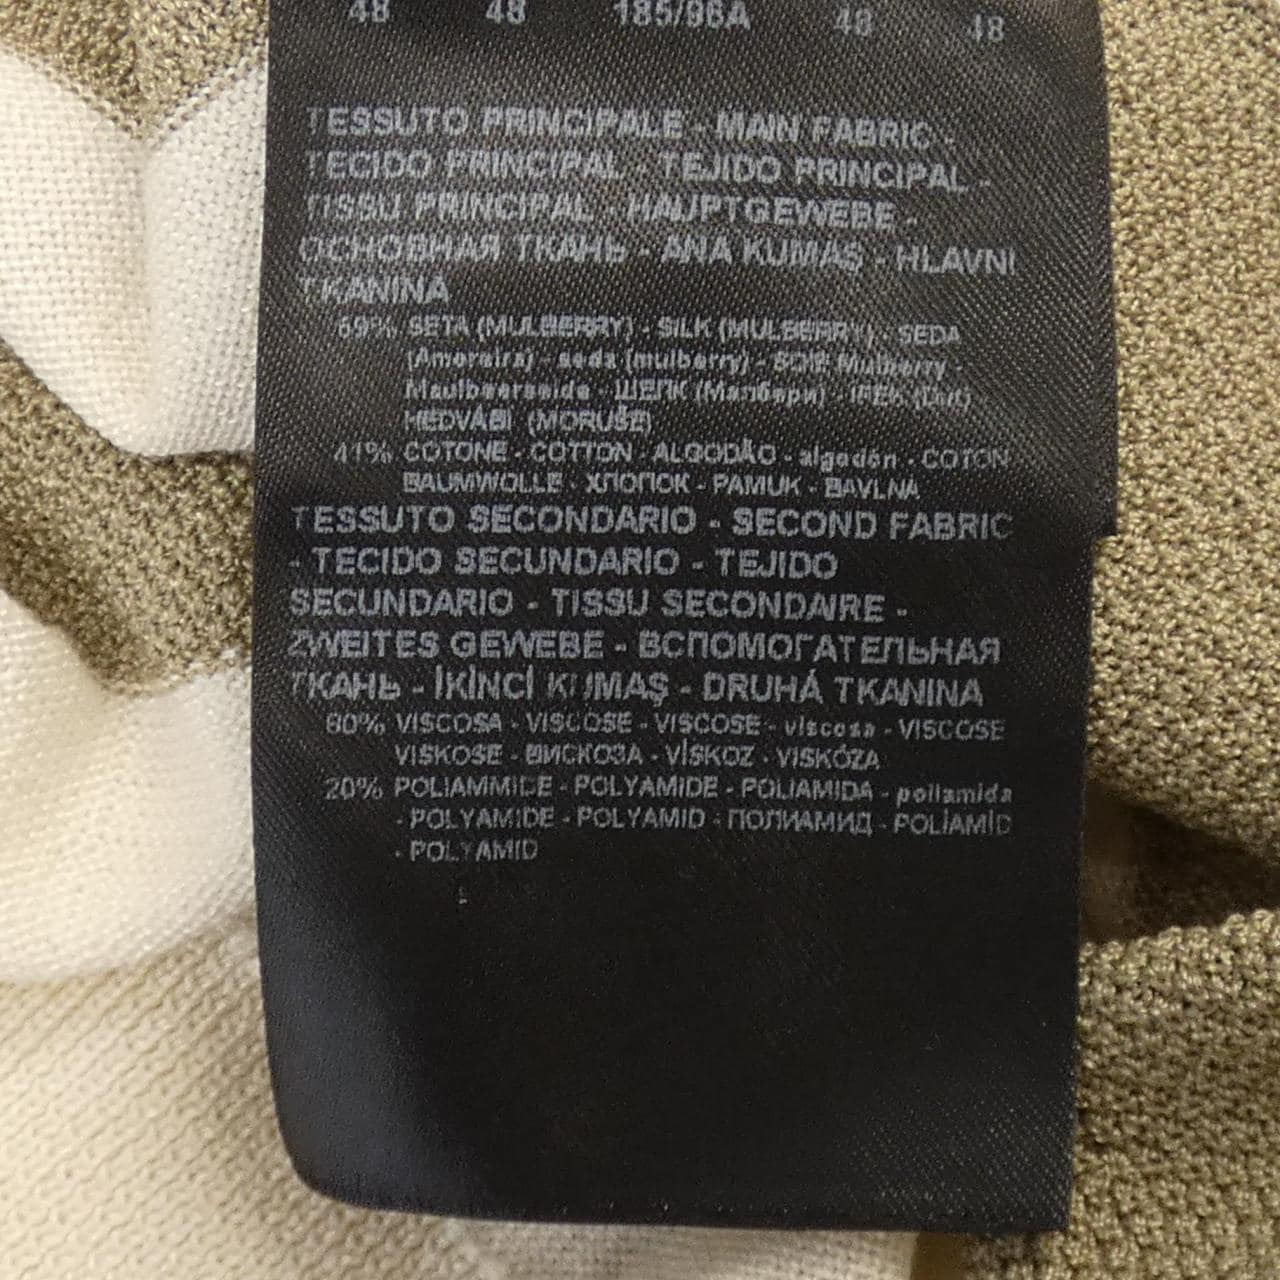 48 48 185/96A 48 48
TESSUTO PRINCIPALE - MAIN FABRIC -
TECIDO PRINCIPAL - TEJIDO PRINCIPAL -
TISSU PRINCIPAL - HAUPTGEWEBE -
ОСНОВНАЯ ТКАНЬ - ANA KUMAŞ - HLAVNI
TKANINA
59% SETA (MULBERRY) - SILK (MULBERRY) - SEDA
(Amoreira) - seda (mulberry) - SOIE Mulberry -
Maulbeerseide - ШЕЛК (Малбери) - İPEK (Dut)
HEDVÁBÍ (MORUŠE)
41% COTONE - COTTON - ALGODÃO - algodón - COTON
BAUMWOLLE - ХЛОПОК - PAMUK - BAVLNA
TESSUTO SECONDARIO - SECOND FABRIC
- TECIDO SECUNDARIO - TEJIDO
SECUNDARIO - TISSU SECONDAIRE -
ZWEITES GEWEBE - ВСПОМОГАТЕЛЬНАЯ
ТКАНЬ - İKİNCİ KUMAŞ - DRUHÁ TKANINA
80% VISCOSA - VISCOSE - VISCOSE - viscosa - VISCOSE
VISKOSE - ВИСКОЗА - VİSKOZ - VISKÓZA
20% POLIAMMIDE - POLYAMIDE - POLIAMIDA - poliamida
- POLYAMIDE - POLYAMID - ПОЛИАМИД - POLİAMİD
- POLYAMID